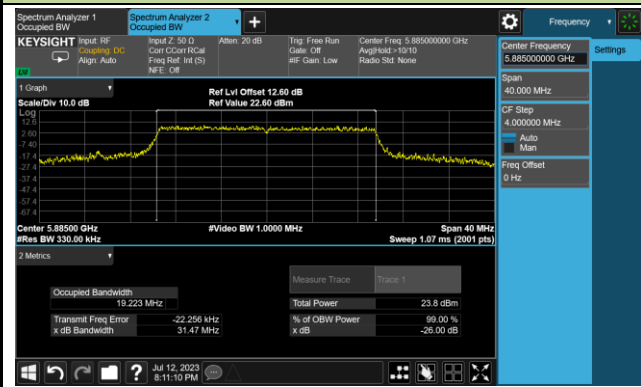 Spectrum Analyzer 1
Occupied BW
Spectrum Analyzer 2
Occupied BW
Frequency
KEYSIGHT
Input: RF
Coupling: DC
Align: Auto
Input Z: 50 Ω
Corr CCorr RCal
Freq Ref: Int (S)
NFE: Off
Atten: 20 dB
Trig: Free Run
Gate: Off
#IF Gain: Low
Center Freq: 5.885000000 GHz
Avg|Hold:>10/10
Radio Std: None
Center Frequency
5.885000000 GHz
Settings
Span
40.000 MHz
CF Step
4.000000 MHz
Auto
Man
Freq Offset
0 Hz
1 Graph
Scale/Div 10.0 dB
Ref Lvl Offset 12.60 dB
Ref Value 22.60 dBm
Log
12.6
2.60
-7.40
-17.4
-27.4
-37.4
-47.4
-57.4
-67.4
Center 5.88500 GHz
#Video BW 1.0000 MHz
Span 40 MHz
#Res BW 330.00 kHz
Sweep 1.07 ms (2001 pts)
2 Metrics
Measure Trace
Trace 1
Occupied Bandwidth
19.223 MHz
Total Power
23.8 dBm
Transmit Freq Error
-22.256 kHz
% of OBW Power
99.00 %
x dB Bandwidth
31.47 MHz
x dB
-26.00 dB
Jul 12, 2023
8:11:10 PM